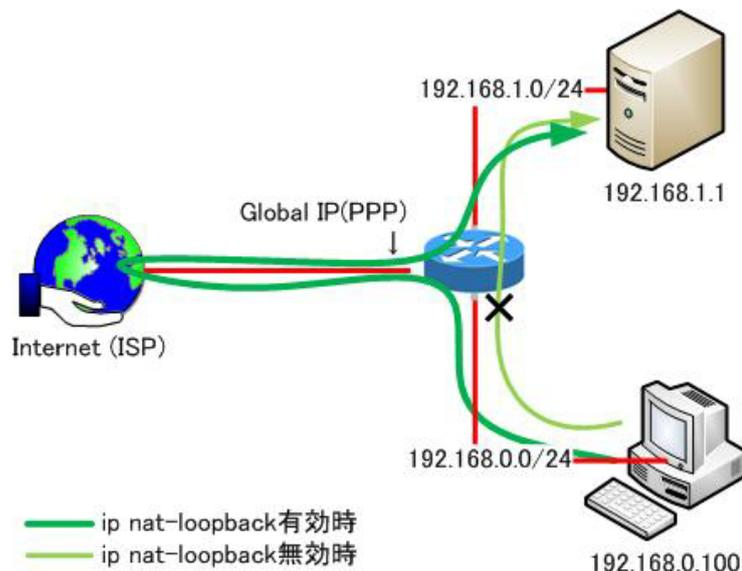 192.168.1.0/24
192.168.1.1
Global IP(PPP)
↓
Internet (ISP)
192.168.0.0/24
ip nat-loopback有効時
ip nat-loopback無効時
192.168.0.100